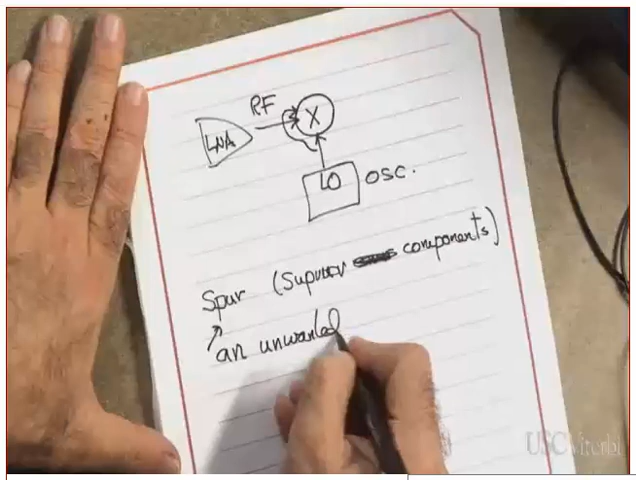 RF
LNA
X
LO OSC.
Spur ( components)
an unwanted
USC Viterbi